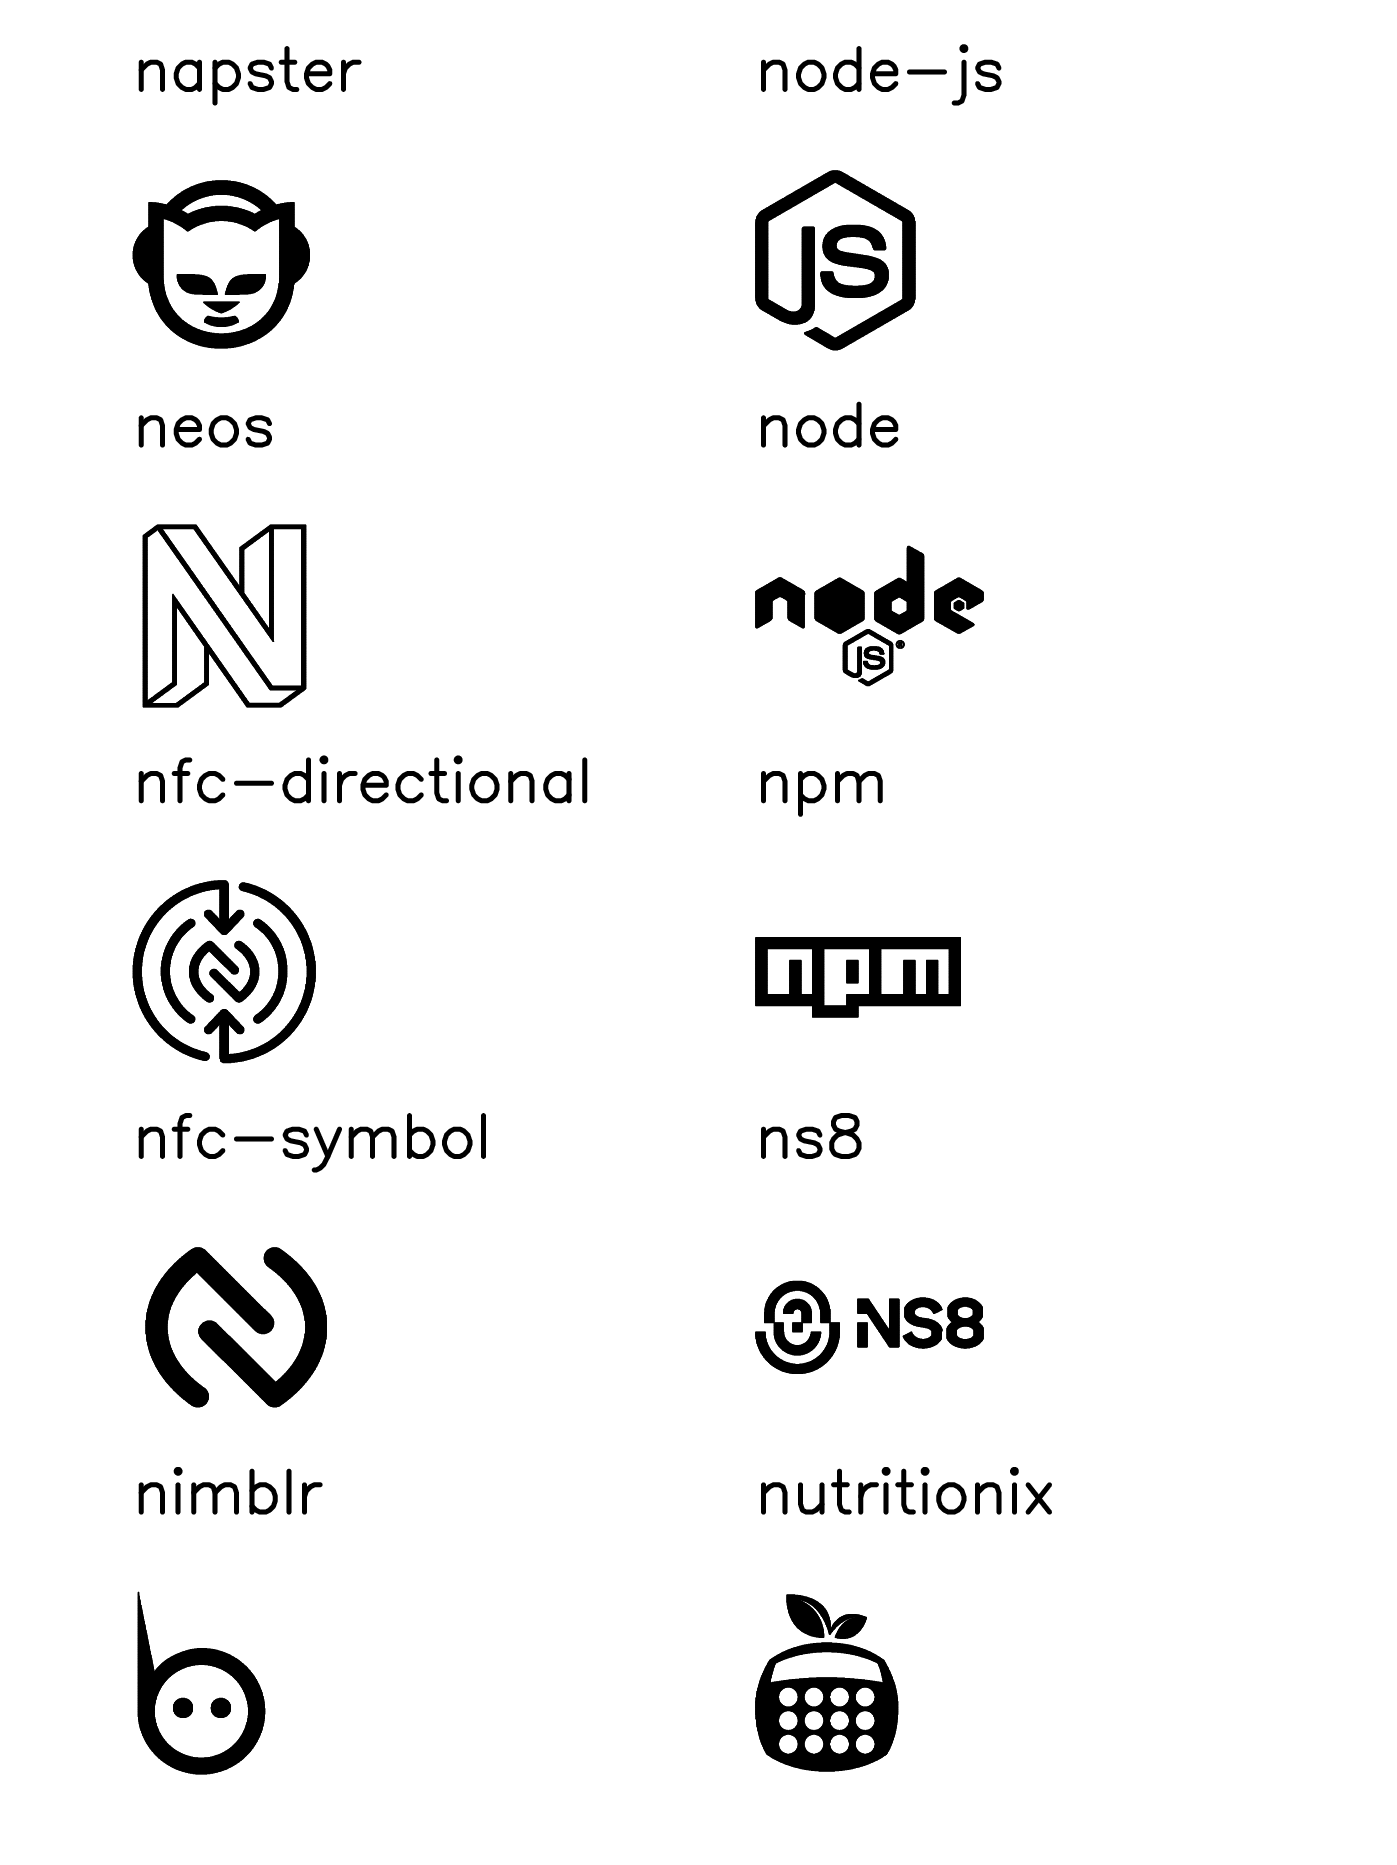 napster
node-js
JS
neos
node
N
node
JS
nfc-directional
npm
npm
nfc-symbol
ns8
NS8
nimblr
nutritionix
b